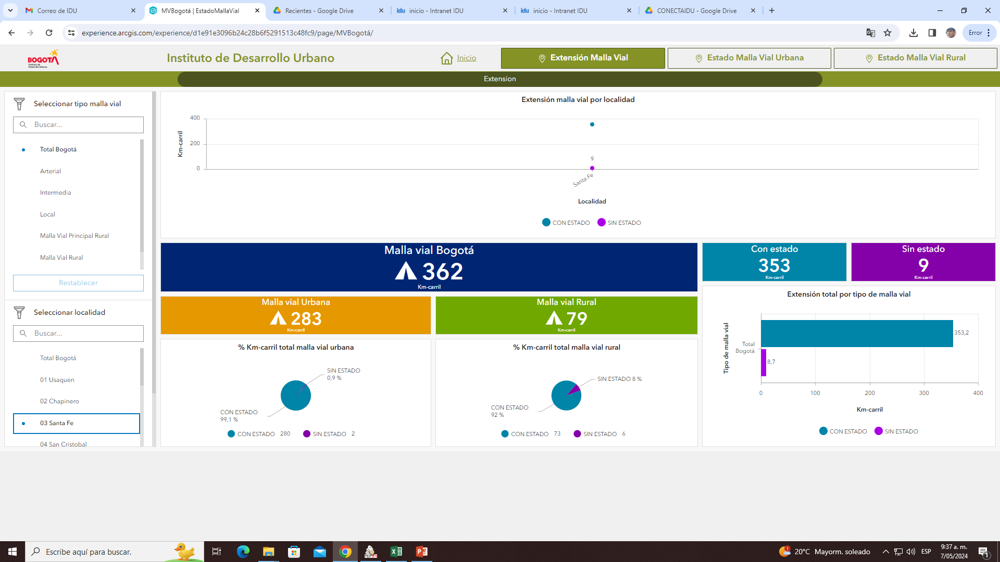 Correo de IDU
MVBogotá | EstadoMallaVial
Recientes - Google Drive
idu inicio - Intranet IDU
idu inicio - Intranet IDU
CONECTAIDU - Google Drive
experience.arcgis.com/experience/d1e91e3096b24c28b6f5291513c48fc9/page/MVBogotá/
Error
BOGOTÁ
Instituto de
Desarrollo Urbano
Instituto de Desarrollo Urbano
Inicio
Extensión Malla Vial
Estado Malla Vial Urbana
Estado Malla Vial Rural
Extension
Seleccionar tipo malla vial
Buscar...
Total Bogotá
Arterial
Intermedia
Local
Malla Vial Principal Rural
Malla Vial Rural
Restablecer
Seleccionar localidad
Buscar...
Total Bogotá
01 Usaquen
02 Chapinero
03 Santa Fe
04 San Cristobal
Extensión malla vial por localidad
Km-carril
400
200
0
9
Santa Fe
Localidad
CON ESTADO SIN ESTADO
Malla vial Bogotá
362
Km-carril
Con estado
353
Km-carril
Sin estado
9
Km-carril
Malla vial Urbana
283
Km-carril
Malla vial Rural
79
Km-carril
% Km-carril total malla vial urbana
SIN ESTADO
0,9 %
CON ESTADO
99,1 %
CON ESTADO 280 SIN ESTADO 2
% Km-carril total malla vial rural
SIN ESTADO 8 %
CON ESTADO
92 %
CON ESTADO 73 SIN ESTADO 6
Extensión total por tipo de malla vial
Tipo de malla vial
Total
Bogotá
353,2
8,7
0 100 200 300 400
Km-carril
CON ESTADO SIN ESTADO
Escribe aquí para buscar.
1
20°C Mayorm. soleado
ESP
9:37 a. m.
7/05/2024
1